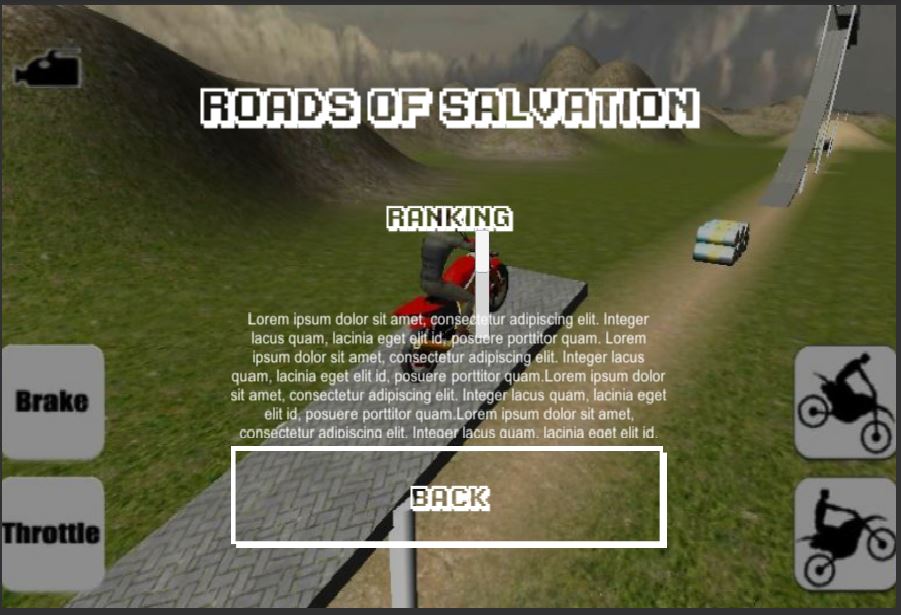 ROADS OF SALVATION
RANKING
Lorem ipsum dolor sit amet, consectetur adipiscing elit. Integer
lacus quam, lacinia eget elit id, posuere porttitor quam. Lorem
ipsum dolor sit amet, consectetur adipiscing elit. Integer lacus
quam, lacinia eget elit id, posuere porttitor quam.Lorem ipsum dolor
sit amet, consectetur adipiscing elit. Integer lacus quam, lacinia eget
elit id, posuere porttitor quam.Lorem ipsum dolor sit amet,
consectetur adipiscing elit. Integer lacus quam, lacinia eget elit id,
Brake
Throttle
BACK